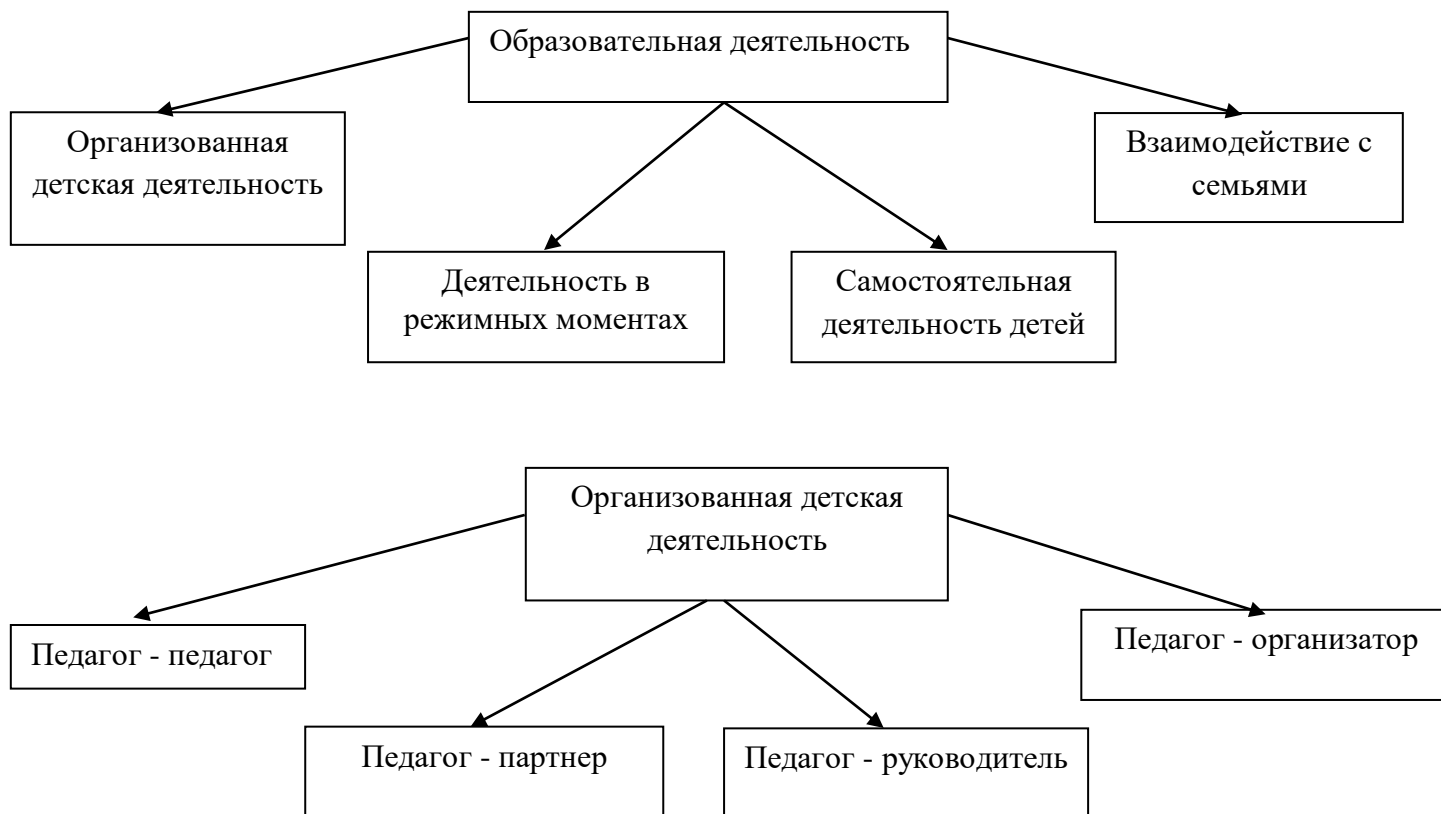 Образовательная деятельность
Организованная
детская деятельность
Взаимодействие с
семьями
Деятельность в
режимных моментах
Самостоятельная
деятельность детей
Организованная детская
деятельность
Педагог - педагог
Педагог - организатор
Педагог - партнер
Педагог - руководитель